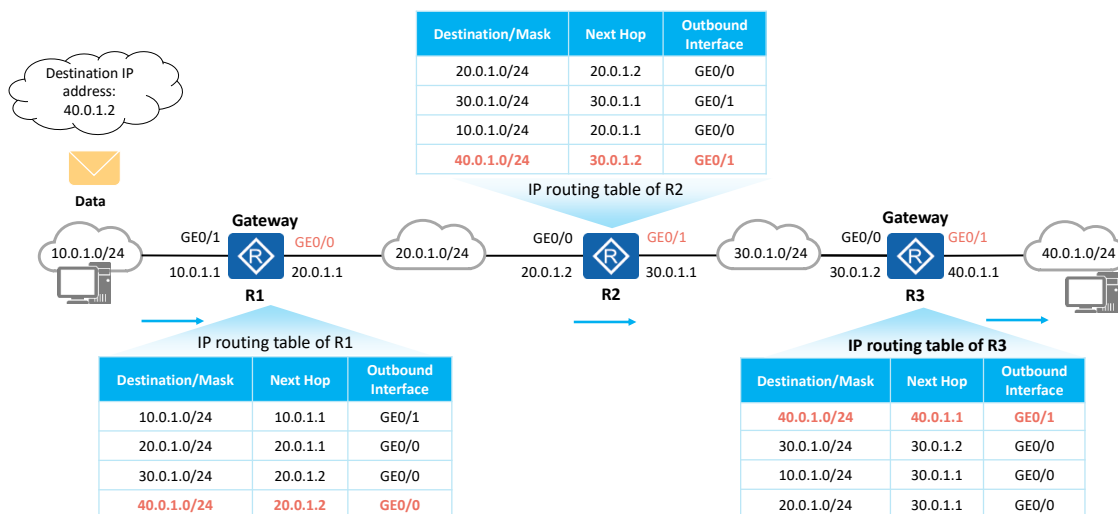 Destination/Mask Next Hop Outbound Interface
20.0.1.0/24 20.0.1.2 GE0/0
30.0.1.0/24 30.0.1.1 GE0/1
10.0.1.0/24 20.0.1.1 GE0/0
40.0.1.0/24 30.0.1.2 GE0/1
IP routing table of R2
Destination IP
address:
40.0.1.2
Data
10.0.1.0/24
GE0/1
10.0.1.1
Gateway
R
R1
GE0/0
20.0.1.1
20.0.1.0/24
GE0/0
20.0.1.2
R
R2
GE0/1
30.0.1.1
30.0.1.0/24
GE0/0
30.0.1.2
Gateway
R
R3
GE0/1
40.0.1.1
40.0.1.0/24
IP routing table of R1
Destination/Mask Next Hop Outbound Interface
10.0.1.0/24 10.0.1.1 GE0/1
20.0.1.0/24 20.0.1.1 GE0/0
30.0.1.0/24 20.0.1.2 GE0/0
40.0.1.0/24 20.0.1.2 GE0/0
IP routing table of R3
Destination/Mask Next Hop Outbound Interface
40.0.1.0/24 40.0.1.1 GE0/1
30.0.1.0/24 30.0.1.2 GE0/0
10.0.1.0/24 30.0.1.1 GE0/0
20.0.1.0/24 30.0.1.1 GE0/0